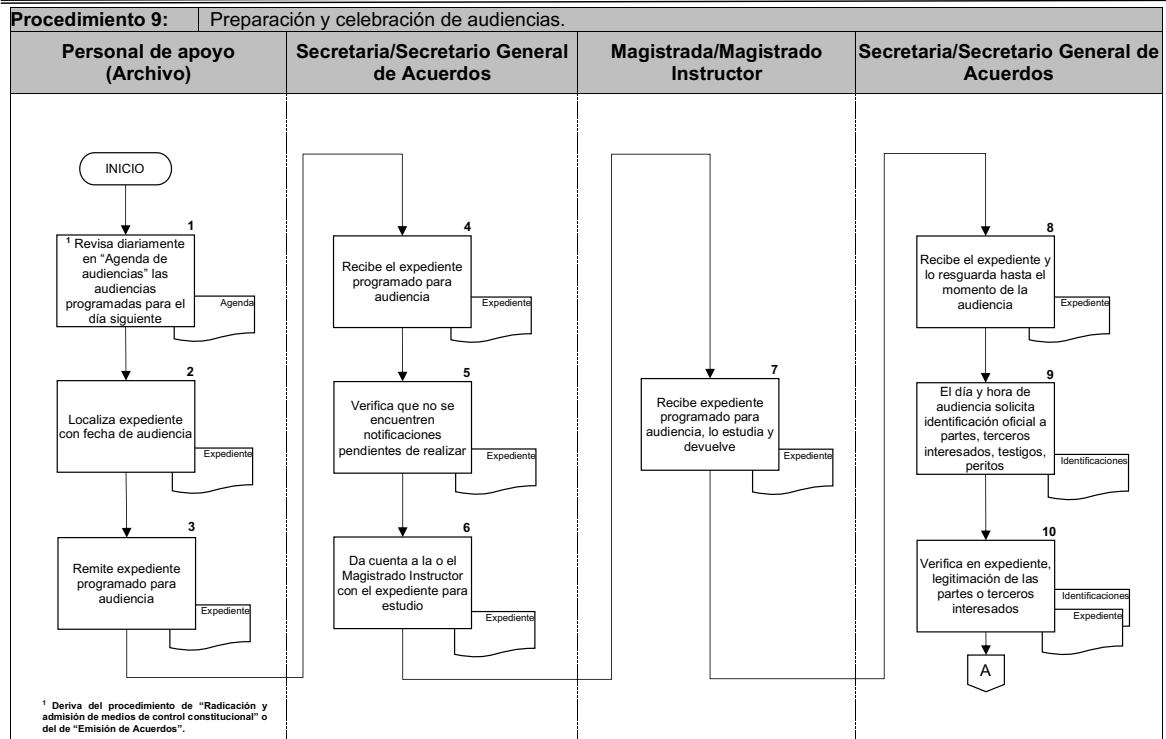 Procedimiento 9: Preparación y celebración de audiencias.
Personal de apoyo
(Archivo)
Secretaria/Secretario General
de Acuerdos
Magistrada/Magistrado
Instructor
Secretaria/Secretario General de
Acuerdos
INICIO
1
¹ Revisa diariamente
en “Agenda de
audiencias” las
audiencias
programadas para el
día siguiente
Agenda
2
Localiza expediente
con fecha de audiencia
Expediente
3
Remite expediente
programado para
audiencia
Expediente
¹ Deriva del procedimiento de “Radicación y
admisión de medios de control constitucional” o
del de “Emisión de Acuerdos”.
4
Recibe el expediente
programado para
audiencia
Expediente
5
Verifica que no se
encuentren
notificaciones
pendientes de realizar
Expediente
6
Da cuenta a la o el
Magistrado Instructor
con el expediente para
estudio
Expediente
7
Recibe expediente
programado para
audiencia, lo estudia y
devuelve
Expediente
8
Recibe el expediente y
lo resguarda hasta el
momento de la
audiencia
Expediente
9
El día y hora de
audiencia solicita
identificación oficial a
partes, terceros
interesados, testigos,
peritos
Identificaciones
10
Verifica en expediente,
legitimación de las
partes o terceros
interesados
Identificaciones
Expediente
A